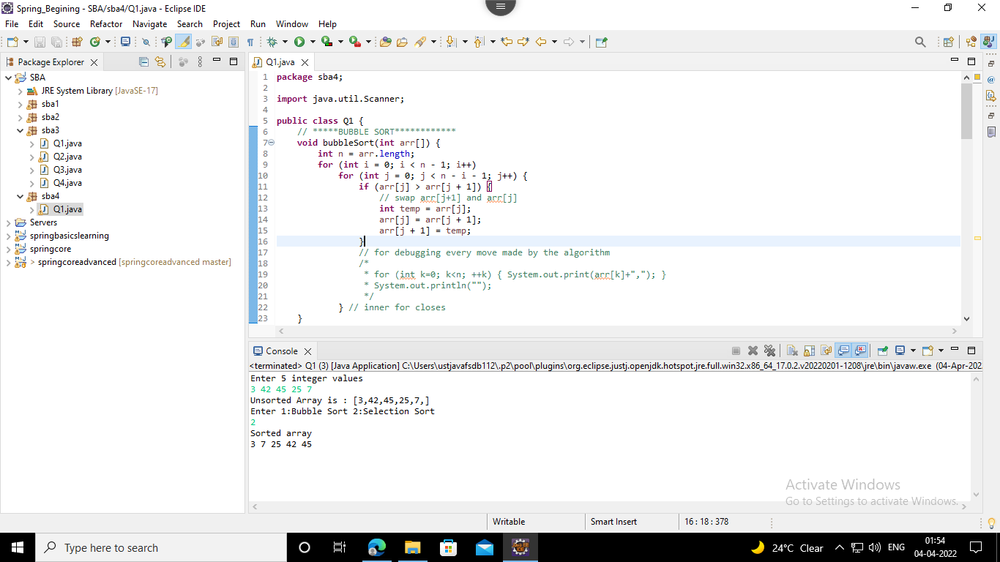 Spring_Begining - SBA/sba4/Q1.java - Eclipse IDE
File Edit Source Refactor Navigate Search Project Run Window Help
Package Explorer
SBA
JRE System Library [JavaSE-17]
sba1
sba2
sba3
Q1.java
Q2.java
Q3.java
Q4.java
sba4
Q1.java
Servers
springbasicslearning
springcore
> springcoreadvanced [springcoreadvanced master]
Q1.java
1 package sba4;
2
3 import java.util.Scanner;
4
5 public class Q1 {
6 // *****BUBBLE SORT************
7 void bubbleSort(int arr[]) {
8 int n = arr.length;
9 for (int i = 0; i < n - 1; i++)
10 for (int j = 0; j < n - i - 1; j++) {
11 if (arr[j] > arr[j + 1]) {
12 // swap arr[j+1] and arr[j]
13 int temp = arr[j];
14 arr[j] = arr[j + 1];
15 arr[j + 1] = temp;
16 }
17 // for debugging every move made by the algorithm
18 /*
19 * for (int k=0; k<n; ++k) { System.out.print(arr[k]+","); }
20 * System.out.println("");
21 */
22 } // inner for closes
23 }
Console
<terminated> Q1 (3) [Java Application] C:\Users\ustjavafsdb112\.p2\pool\plugins\org.eclipse.justj.openjdk.hotspot.jre.full.win32.x86_64_17.0.2.v20220201-1208\jre\bin\javaw.exe (04-Apr-202
Enter 5 integer values
3 42 45 25 7
Unsorted Array is : [3,42,45,25,7,]
Enter 1:Bubble Sort 2:Selection Sort
2
Sorted array
3 7 25 42 45
Activate Windows
Go to Settings to activate Windows.
Writable Smart Insert 16 : 18 : 378
Type here to search
24°C Clear ENG
01:54
04-04-2022